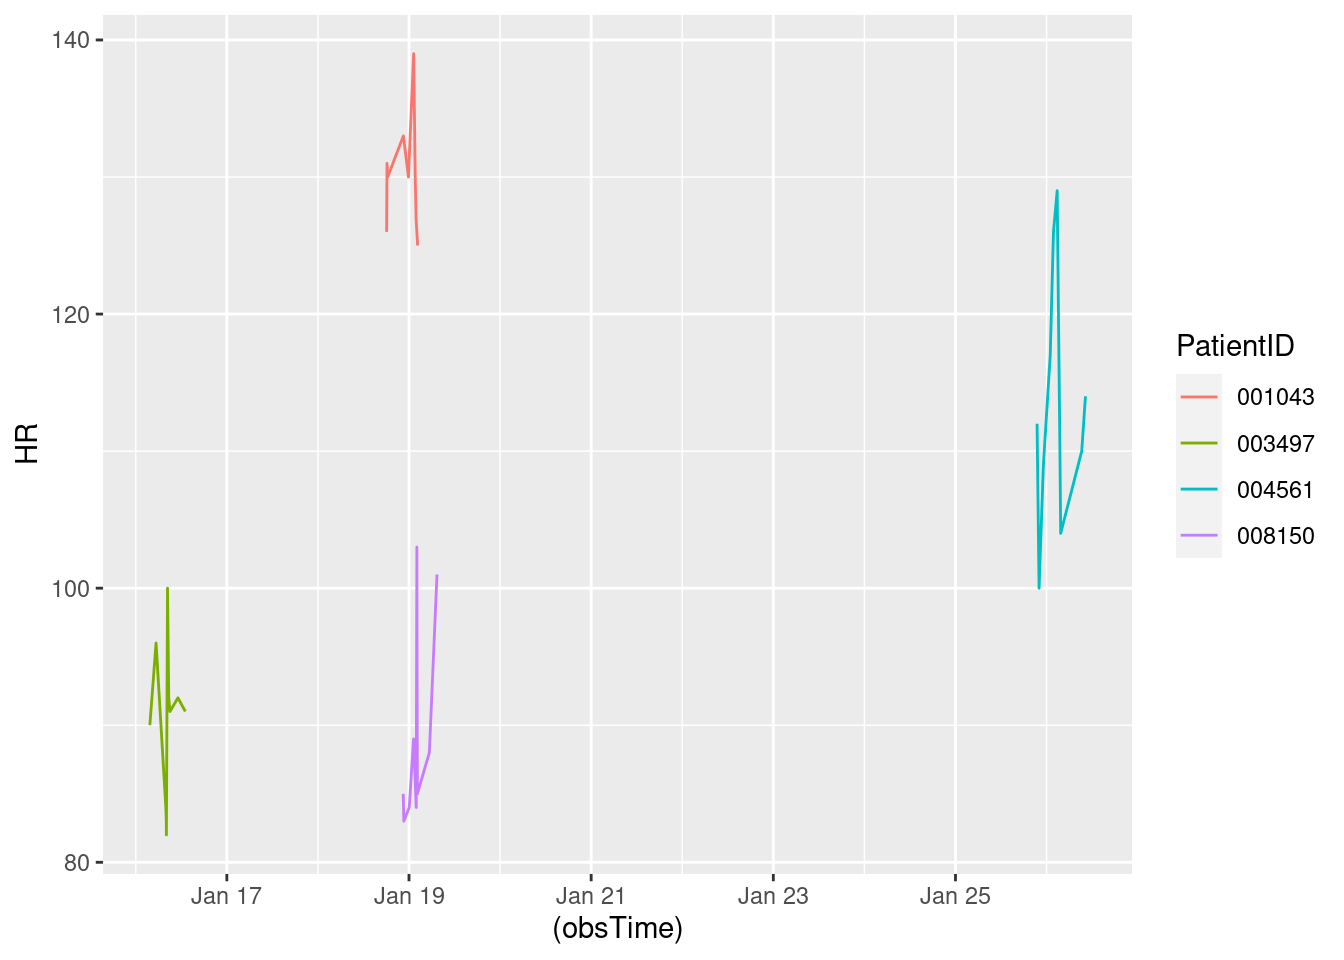 140
120
100
80
HR
Jan 17
Jan 19
Jan 21
Jan 23
Jan 25
(obsTime)
PatientID
001043
003497
004561
008150